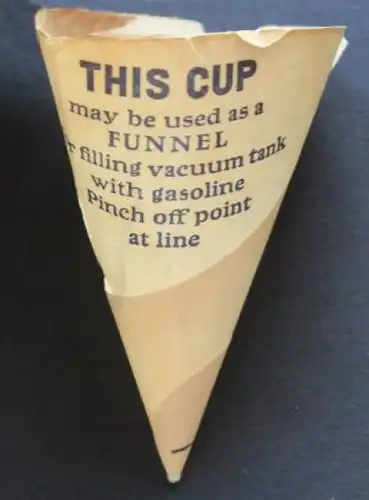 THIS CUP
may be used as a
FUNNEL
filling vacuum tank
with gasoline
Pinch off point
at line